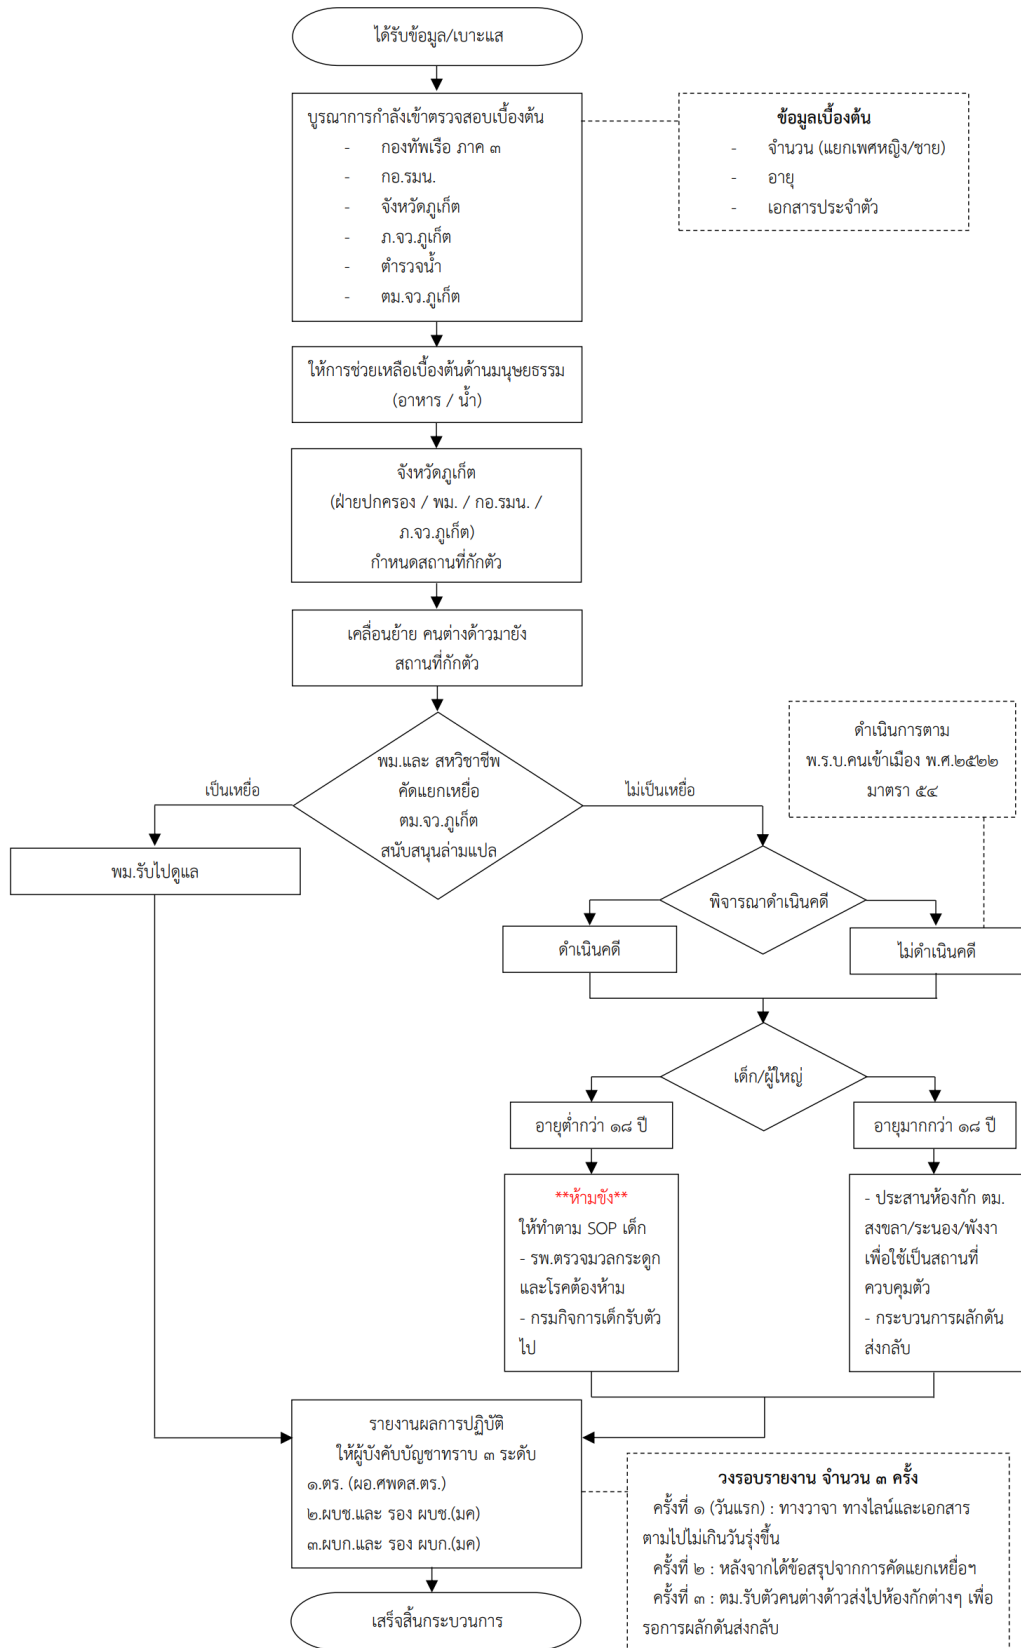 ได้รับข้อมูล/เบาะแส
บูรณาการกำลังเข้าตรวจสอบเบื้องต้น
- กองทัพเรือ ภาค ๓
- กอ.รมน.
- จังหวัดภูเก็ต
- ภ.จว.ภูเก็ต
- ตำรวจน้ำ
- ตม.จว.ภูเก็ต
ข้อมูลเบื้องต้น
- จำนวน (แยกเพศหญิง/ชาย)
- อายุ
- เอกสารประจำตัว
ให้การช่วยเหลือเบื้องต้นด้านมนุษยธรรม
(อาหาร / น้ำ)
จังหวัดภูเก็ต
(ฝ่ายปกครอง / พม. / กอ.รมน. /
ภ.จว.ภูเก็ต)
กำหนดสถานที่กักตัว
เคลื่อนย้าย คนต่างด้าวมายัง
สถานที่กักตัว
พม.และ สหวิชาชีพ
คัดแยกเหยื่อ
ตม.จว.ภูเก็ต
สนับสนุนล่ามแปล
เป็นเหยื่อ
ไม่เป็นเหยื่อ
ดำเนินการตาม
พ.ร.บ.คนเข้าเมือง พ.ศ.๒๕๒๒
มาตรา ๕๔
พม.รับไปดูแล
พิจารณาดำเนินคดี
ดำเนินคดี
ไม่ดำเนินคดี
เด็ก/ผู้ใหญ่
อายุต่ำกว่า ๑๘ ปี
อายุมากกว่า ๑๘ ปี
**ห้ามขัง**
ให้ทำตาม SOP เด็ก
- รพ.ตรวจมวลกระดูก
และโรคต้องห้าม
- กรมกิจการเด็กรับตัว
ไป
- ประสานห้องกัก ตม.
สงขลา/ระนอง/พังงา
เพื่อใช้เป็นสถานที่
ควบคุมตัว
- กระบวนการผลักดัน
ส่งกลับ
รายงานผลการปฏิบัติ
ให้ผู้บังคับบัญชาทราบ ๓ ระดับ
๑.ตร. (ผอ.ศพดส.ตร.)
๒.ผบช.และ รอง ผบช.(มค)
๓.ผบก.และ รอง ผบก.(มค)
วงรอบรายงาน จำนวน ๓ ครั้ง
ครั้งที่ ๑ (วันแรก) : ทางวาจา ทางไลน์และเอกสาร
ตามไปไม่เกินวันรุ่งขึ้น
ครั้งที่ ๒ : หลังจากได้ข้อสรุปจากการคัดแยกเหยื่อฯ
ครั้งที่ ๓ : ตม.รับตัวคนต่างด้าวส่งไปห้องกักต่างๆ เพื่อ
รอการผลักดันส่งกลับ
เสร็จสิ้นกระบวนการ